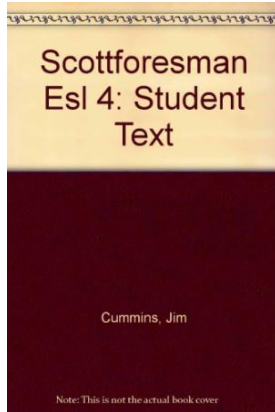 Scottforesman
Esl 4: Student
Text
Cummins, Jim
Note: This is not the actual book cover